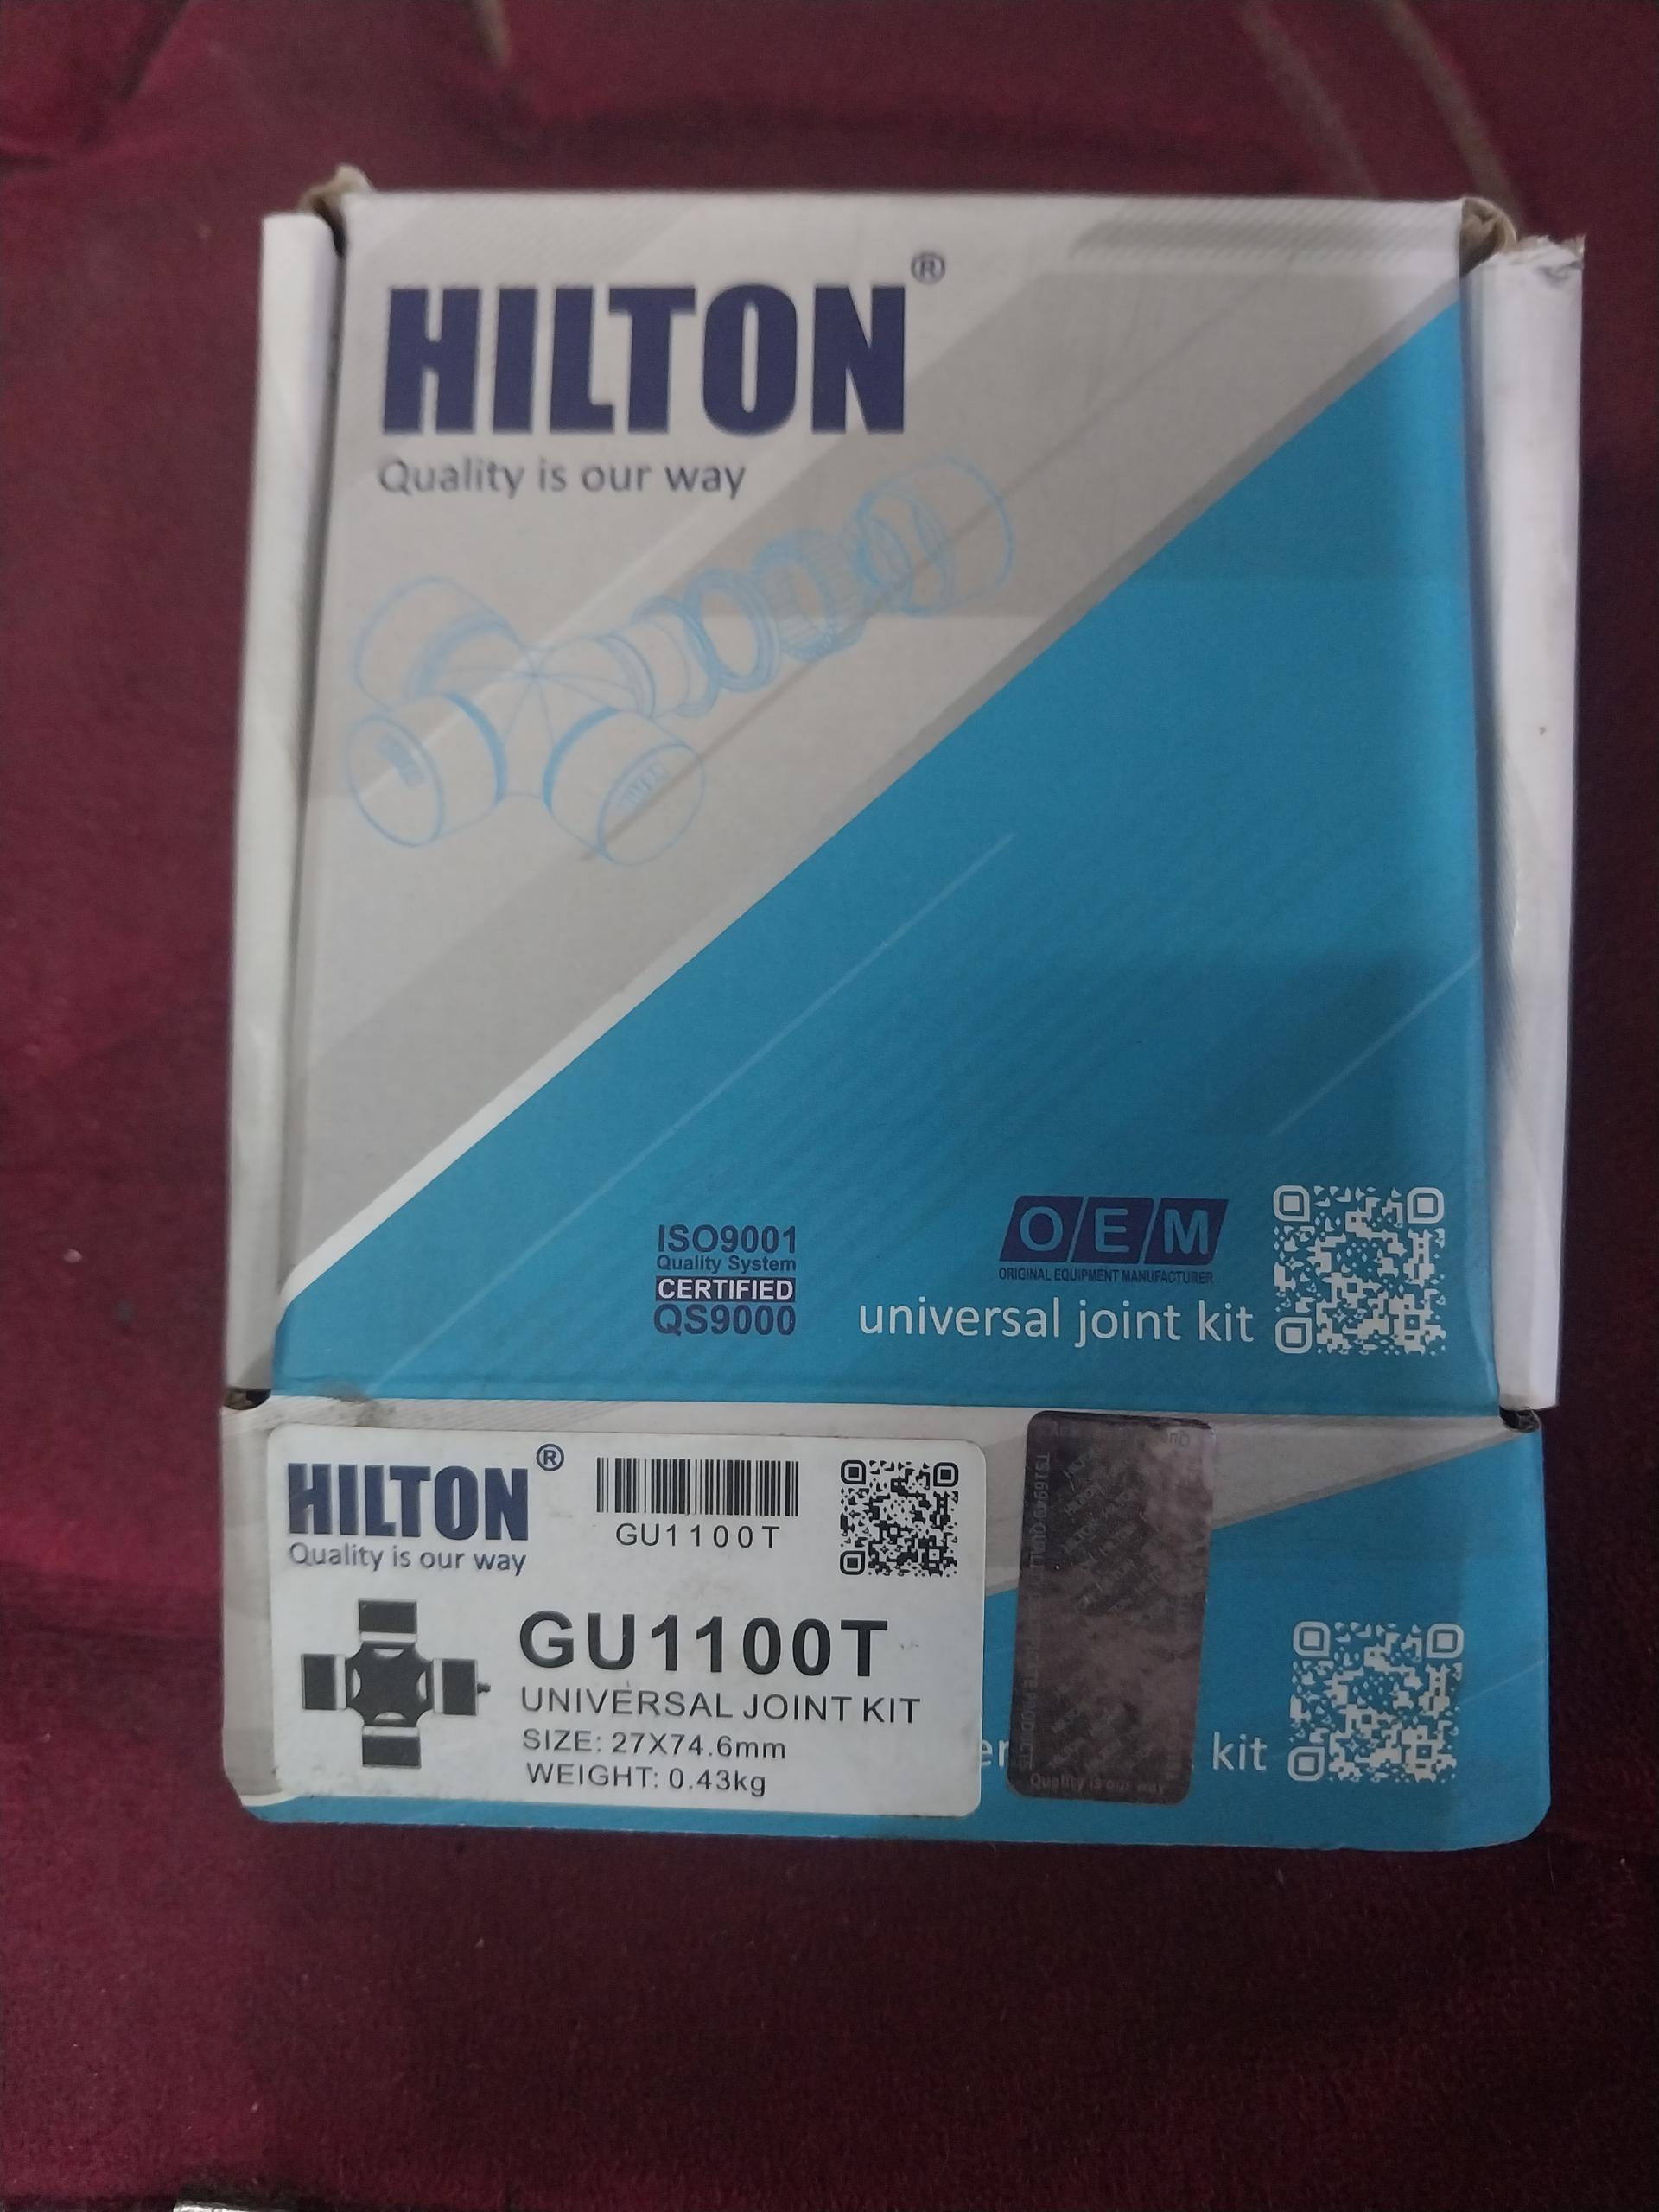 HILTON®
Quality is our way
ISO9001
Quality System
CERTIFIED
QS9000
OEM
ORIGINAL EQUIPMENT MANUFACTURER
universal joint kit
HILTON®
Quality is our way
GU1100T
GU1100T
UNIVERSAL JOINT KIT
SIZE: 27X74.6mm
WEIGHT: 0.43kg
kit
Quality is our way